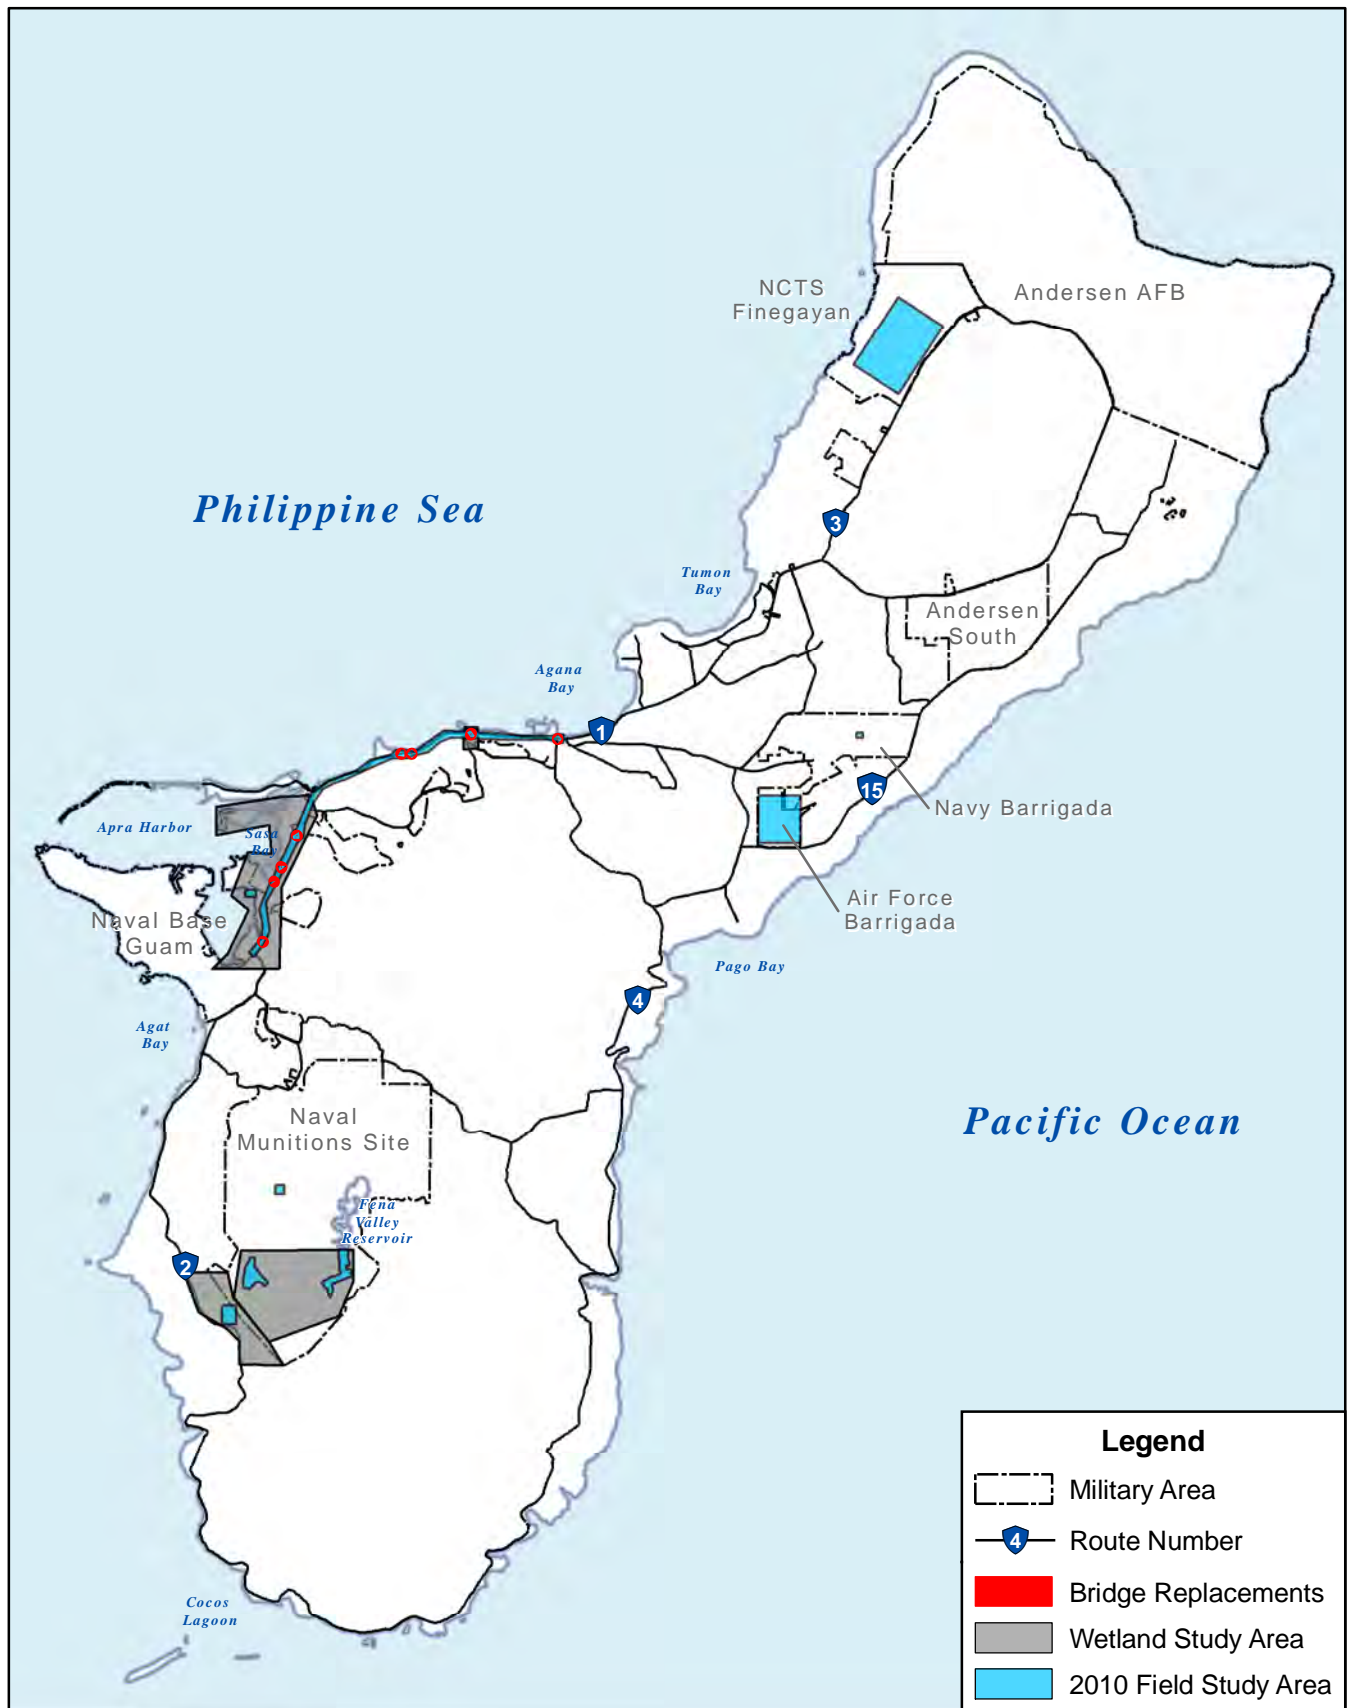 NCTS
Finegayan
Andersen AFB
Philippine Sea
3
Tumon
Bay
Andersen
South
Agana
Bay
1
15
Navy Barrigada
Apra Harbor
Sasa
Bay
Air Force
Barrigada
Naval Base
Guam
Pago Bay
4
Agat
Bay
Naval
Munitions Site
Pacific Ocean
Fena
Valley
Reservoir
2
Cocos
Lagoon
Legend
Military Area
4 Route Number
Bridge Replacements
Wetland Study Area
2010 Field Study Area